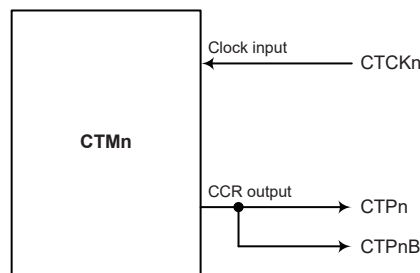 Clock input
CTCKn
CTMn
CCR output
CTPn
CTPnB